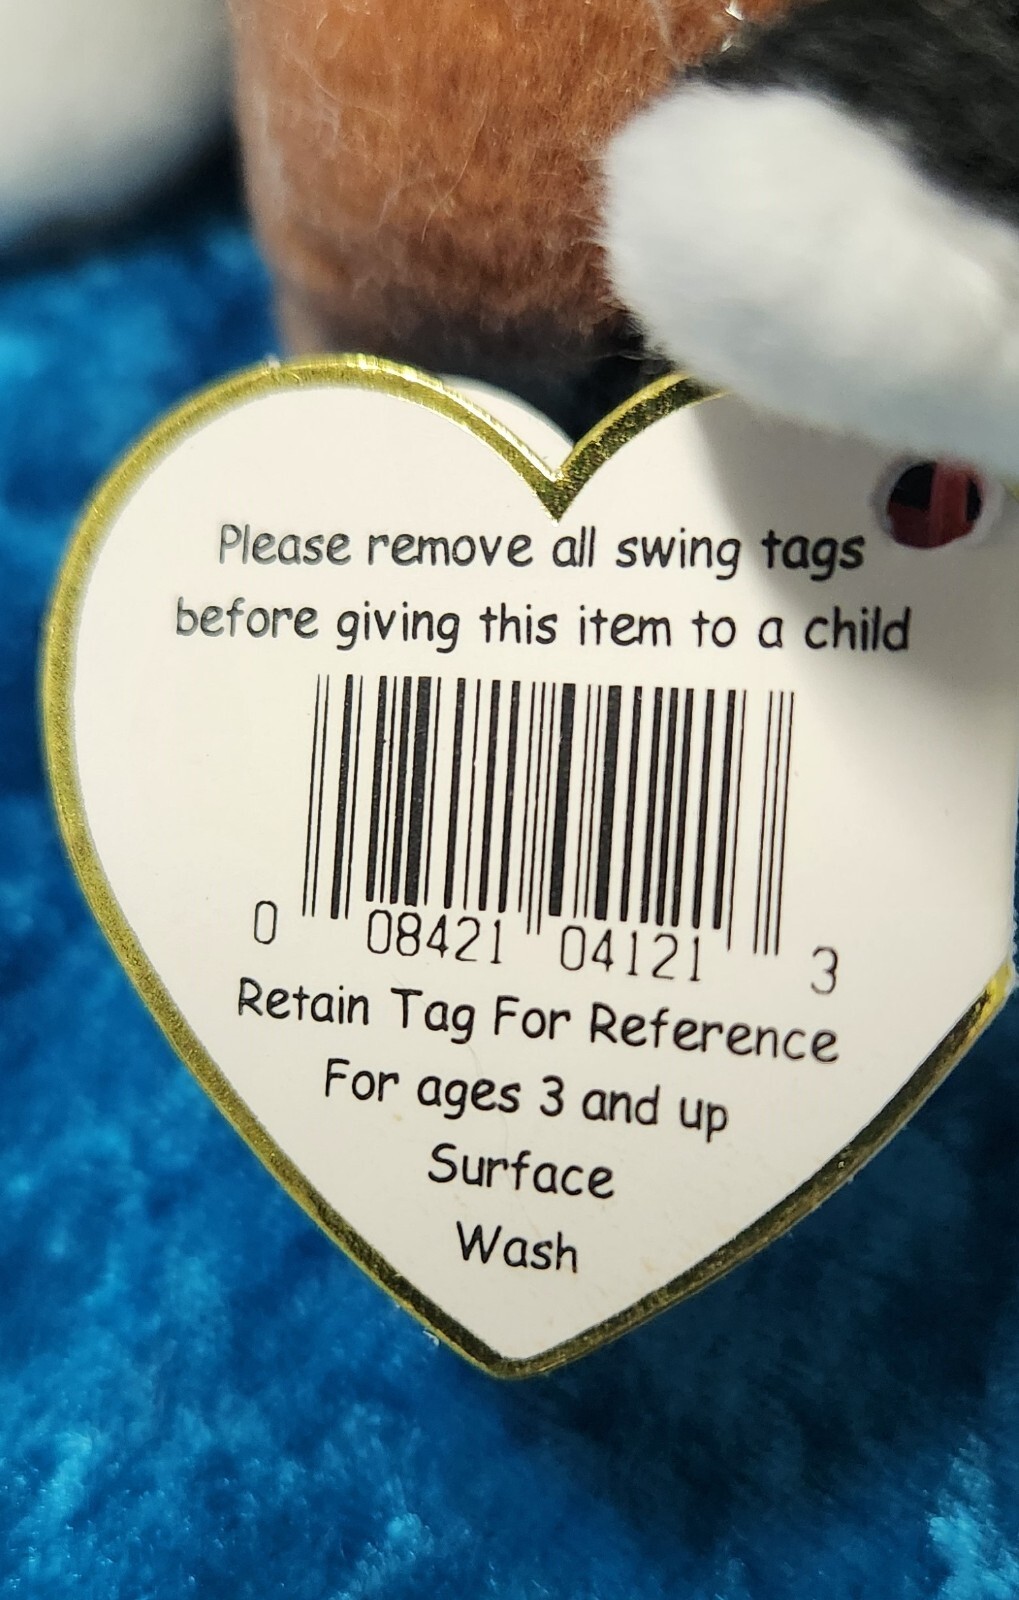 Please remove all swing tags
before giving this item to a child
0 08421 04121 3
Retain Tag For Reference
For ages 3 and up
Surface
Wash